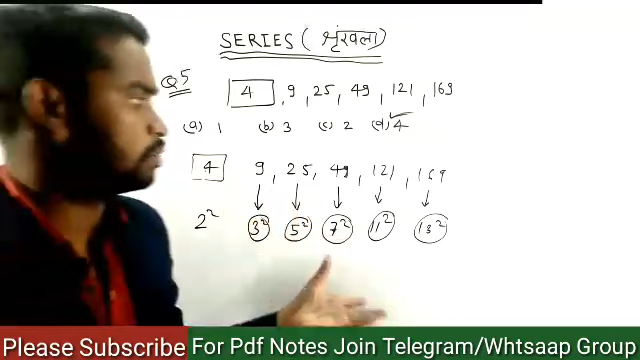 SERIES (श्रृंखला)
Q5 4, 9, 25, 49, 121, 169
(a) 1 (b) 3 (c) 2 (d) 4
4 9, 25, 49, 121, 169
2² 3² 5² 7² 11² 13²
Please Subscribe For Pdf Notes Join Telegram/Whtsaap Group